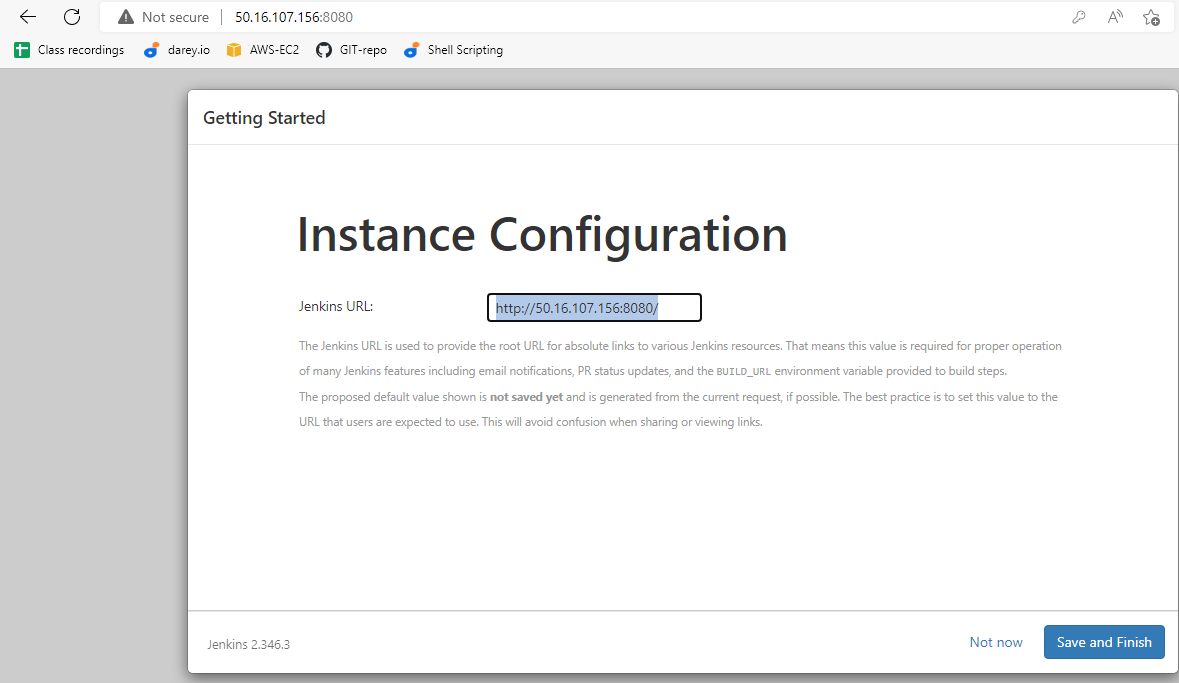 Not secure | 50.16.107.156:8080
Class recordings darey.io AWS-EC2 GIT-repo Shell Scripting
Getting Started
Instance Configuration
Jenkins URL: http://50.16.107.156:8080/
The Jenkins URL is used to provide the root URL for absolute links to various Jenkins resources. That means this value is required for proper operation
of many Jenkins features including email notifications, PR status updates, and the BUILD_URL environment variable provided to build steps.
The proposed default value shown is not saved yet and is generated from the current request, if possible. The best practice is to set this value to the
URL that users are expected to use. This will avoid confusion when sharing or viewing links.
Jenkins 2.346.3 Not now Save and Finish